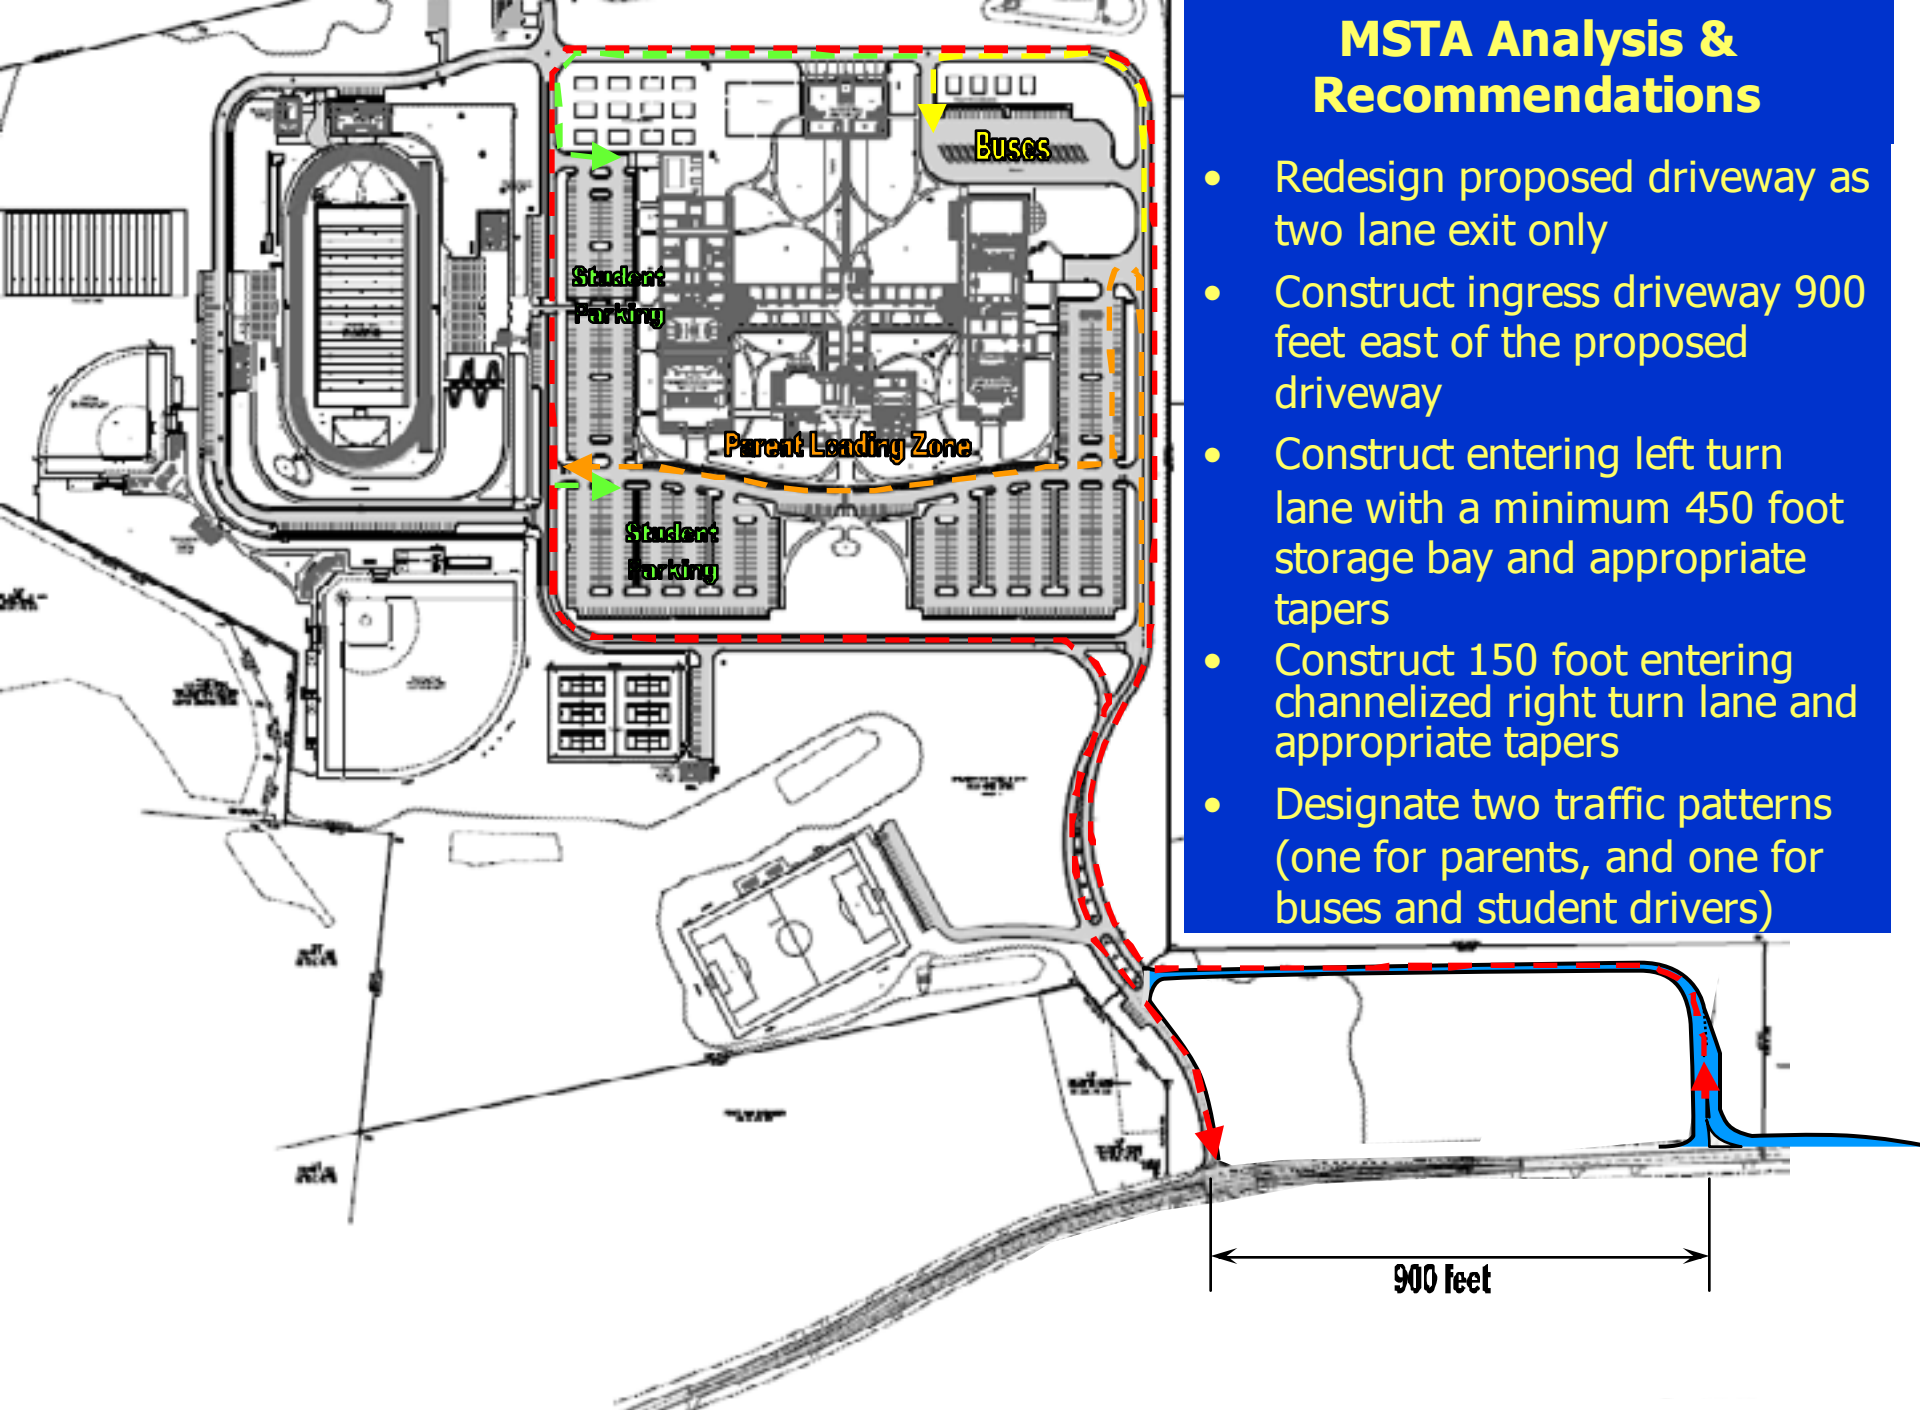 MSTA Analysis &
Recommendations
• Redesign proposed driveway as
two lane exit only
• Construct ingress driveway 900
feet east of the proposed
driveway
• Construct entering left turn
lane with a minimum 450 foot
storage bay and appropriate
tapers
• Construct 150 foot entering
channelized right turn lane and
appropriate tapers
• Designate two traffic patterns
(one for parents, and one for
buses and student drivers)
Buses
Student
Parking
Parent Loading Zone
Student
Parking
900 feet